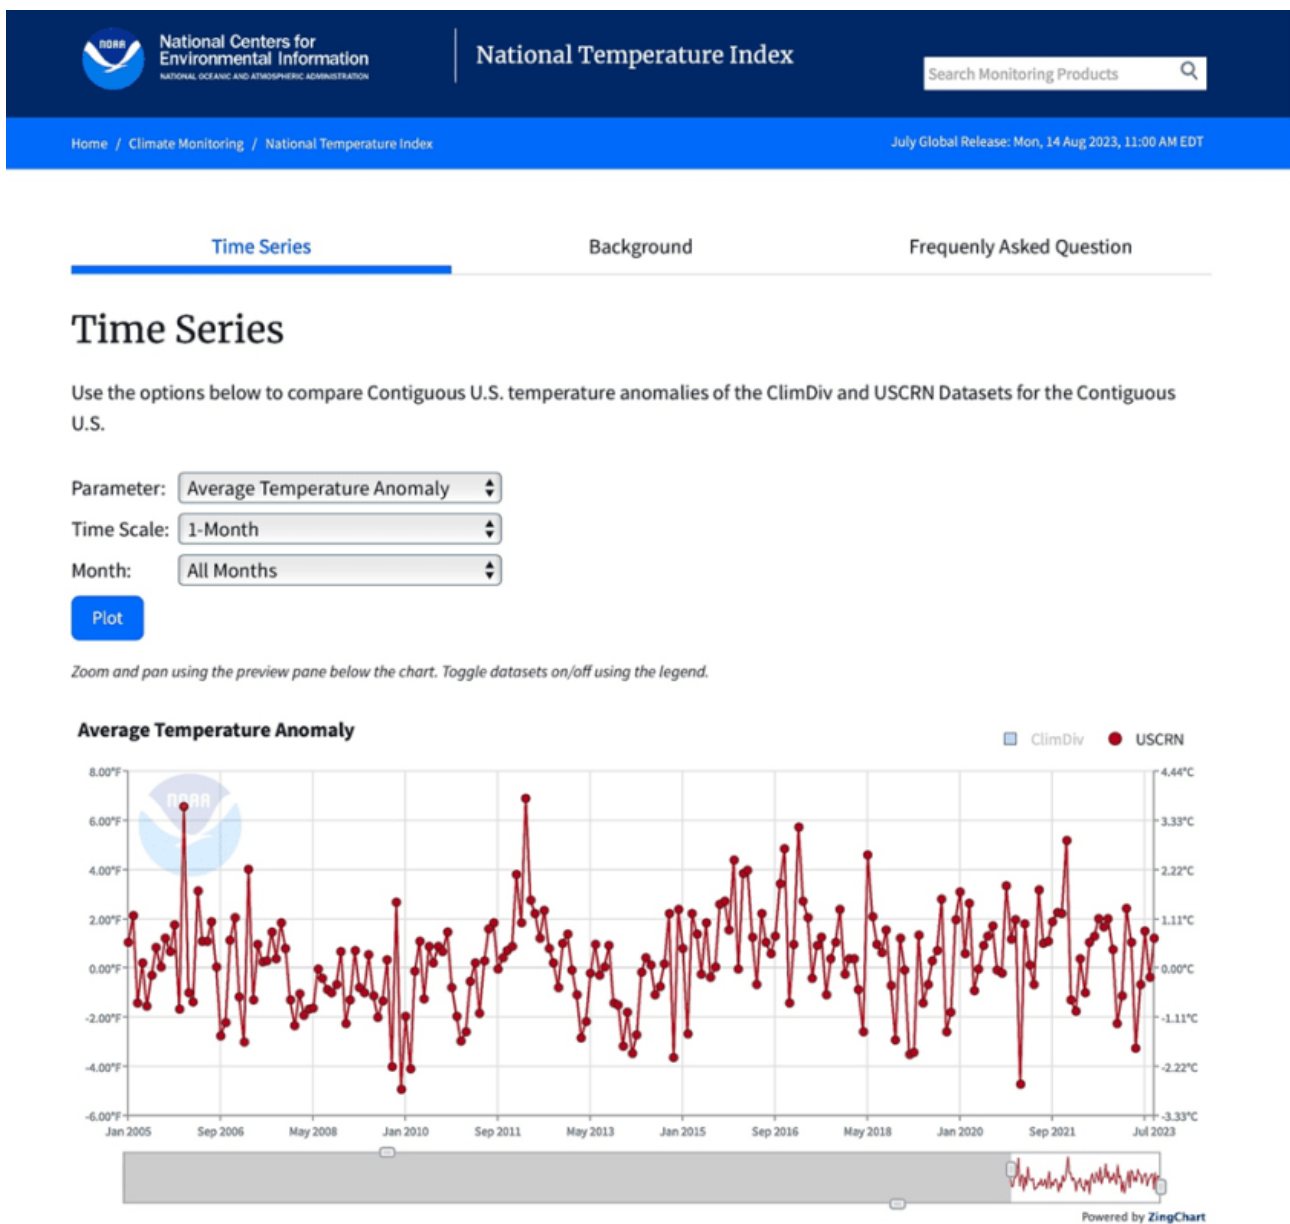 NOAA
National Centers for
Environmental Information
NATIONAL OCEANIC AND ATMOSPHERIC ADMINISTRATION
National Temperature Index
Search Monitoring Products
Home / Climate Monitoring / National Temperature Index
July Global Release: Mon, 14 Aug 2023, 11:00 AM EDT
Time Series
Background
Frequenly Asked Question
Time Series
Use the options below to compare Contiguous U.S. temperature anomalies of the ClimDiv and USCRN Datasets for the Contiguous
U.S.
Parameter: Average Temperature Anomaly
Time Scale: 1-Month
Month: All Months
Plot
Zoom and pan using the preview pane below the chart. Toggle datasets on/off using the legend.
Average Temperature Anomaly
ClimDiv USCRN
NOAA
8.00°F 4.44°C
6.00°F 3.33°C
4.00°F 2.22°C
2.00°F 1.11°C
0.00°F 0.00°C
-2.00°F -1.11°C
-4.00°F -2.22°C
-6.00°F -3.33°C
Jan 2005 Sep 2006 May 2008 Jan 2010 Sep 2011 May 2013 Jan 2015 Sep 2016 May 2018 Jan 2020 Sep 2021 Jul 2023
Powered by ZingChart